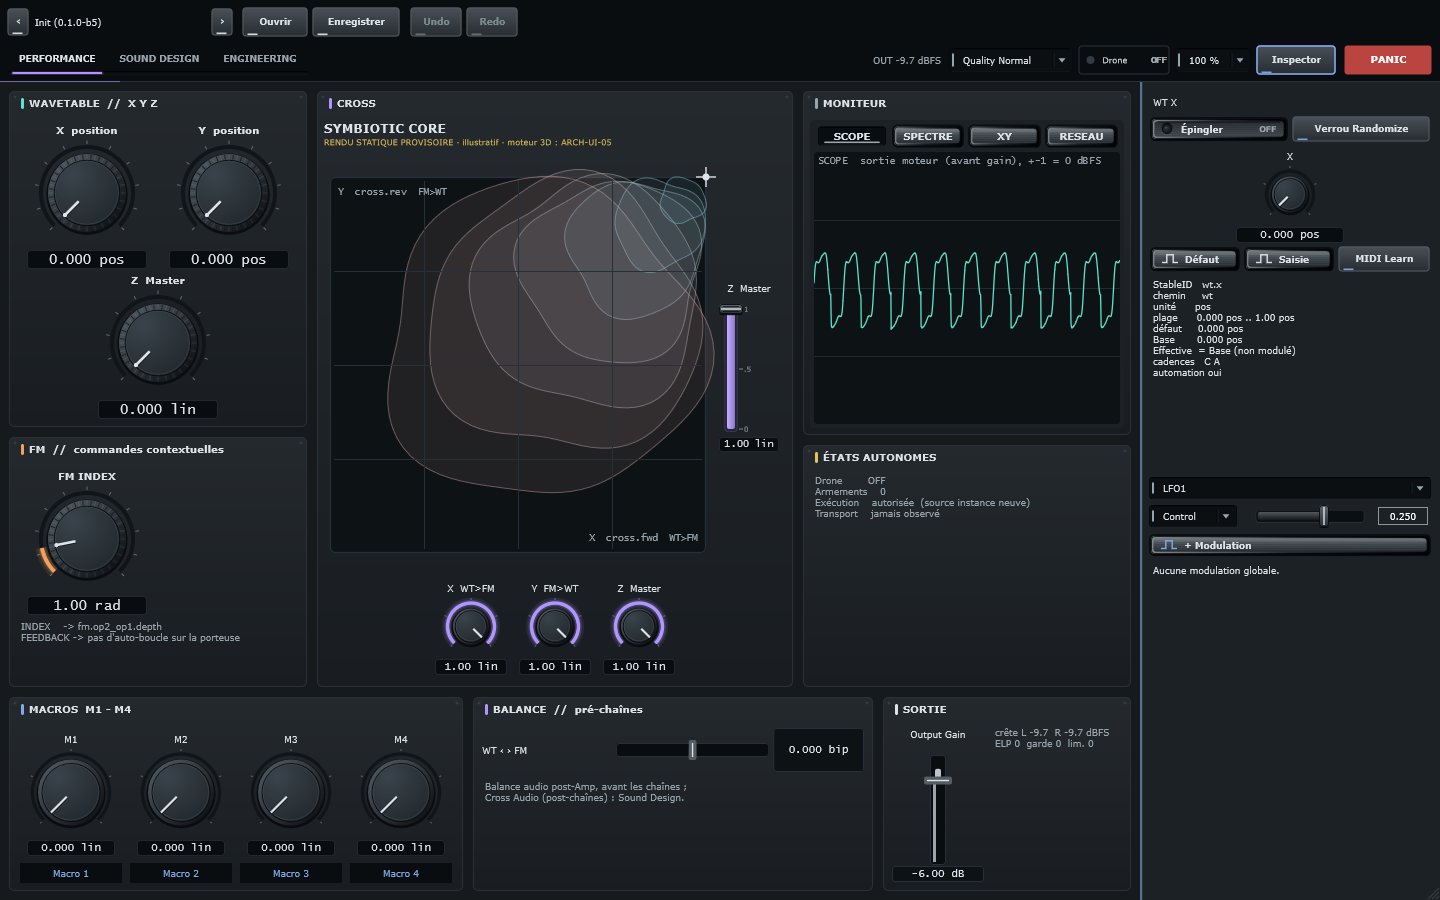 ‹ Init (0.1.0-b5) › Ouvrir Enregistrer Undo Redo
PERFORMANCE SOUND DESIGN ENGINEERING OUT -9.7 dBFS Quality Normal Drone OFF 100 % Inspector PANIC
WAVETABLE // X Y Z
X position Y position
0.000 pos 0.000 pos
Z Master
0.000 lin
FM // commandes contextuelles
FM INDEX
1.00 rad
INDEX -> fm.op2_op1.depth
FEEDBACK -> pas d'auto-boucle sur la porteuse
CROSS
SYMBIOTIC CORE
RENDU STATIQUE PROVISOIRE - illustratif - moteur 3D : ARCH-UI-05
Y cross.rev FM>WT
X cross.fwd WT>FM
Z Master
1
.5
0
1.00 lin
X WT>FM Y FM>WT Z Master
1.00 lin 1.00 lin 1.00 lin
MONITEUR
SCOPE SPECTRE XY RESEAU
SCOPE sortie moteur (avant gain), +-1 = 0 dBFS
ÉTATS AUTONOMES
Drone OFF
Armements 0
Exécution autorisée (source instance neuve)
Transport jamais observé
MACROS M1 - M4
M1 M2 M3 M4
0.000 lin 0.000 lin 0.000 lin 0.000 lin
Macro 1 Macro 2 Macro 3 Macro 4
BALANCE // pré-chaînes
WT ‹ › FM 0.000 bip
Balance audio post-Amp, avant les chaînes ;
Cross Audio (post-chaînes) : Sound Design.
SORTIE
Output Gain
crête L -9.7 R -9.7 dBFS
ELP 0 garde 0 lim. 0
-6.00 dB
WT X
Épingler OFF Verrou Randomize
X
0.000 pos
Défaut Saisie MIDI Learn
StableID wt.x
chemin wt
unité pos
plage 0.000 pos .. 1.00 pos
défaut 0.000 pos
Base 0.000 pos
Effective = Base (non modulé)
cadences C A
automation oui
LFO1
Control 0.250
+ Modulation
Aucune modulation globale.